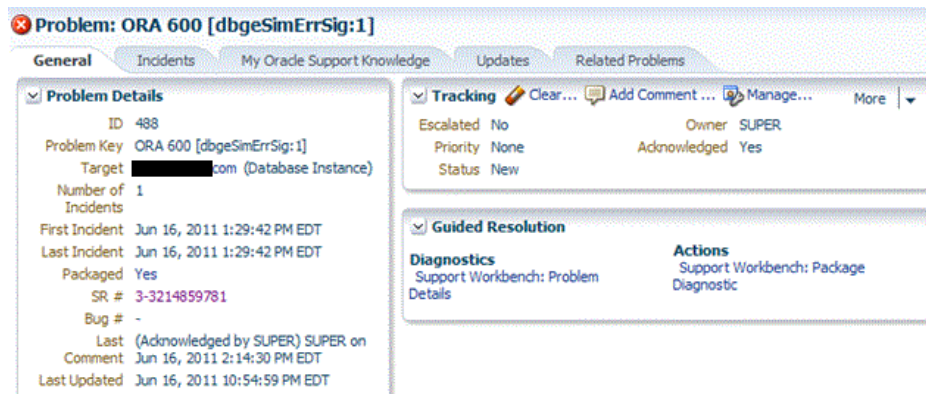 Problem: ORA 600 [dbgeSimErrSig:1]
General Incidents My Oracle Support Knowledge Updates Related Problems
Problem Details
ID 488
Problem Key ORA 600 [dbgeSimErrSig:1]
Target com (Database Instance)
Number of 1
Incidents
First Incident Jun 16, 2011 1:29:42 PM EDT
Last Incident Jun 16, 2011 1:29:42 PM EDT
Packaged Yes
SR # 3-3214859781
Bug # -
Last (Acknowledged by SUPER) SUPER on
Comment Jun 16, 2011 2:14:30 PM EDT
Last Updated Jun 16, 2011 10:54:59 PM EDT
Tracking Clear... Add Comment ... Manage... More
Escalated No Owner SUPER
Priority None Acknowledged Yes
Status New
Guided Resolution
Diagnostics
Support Workbench: Problem
Details
Actions
Support Workbench: Package
Diagnostic